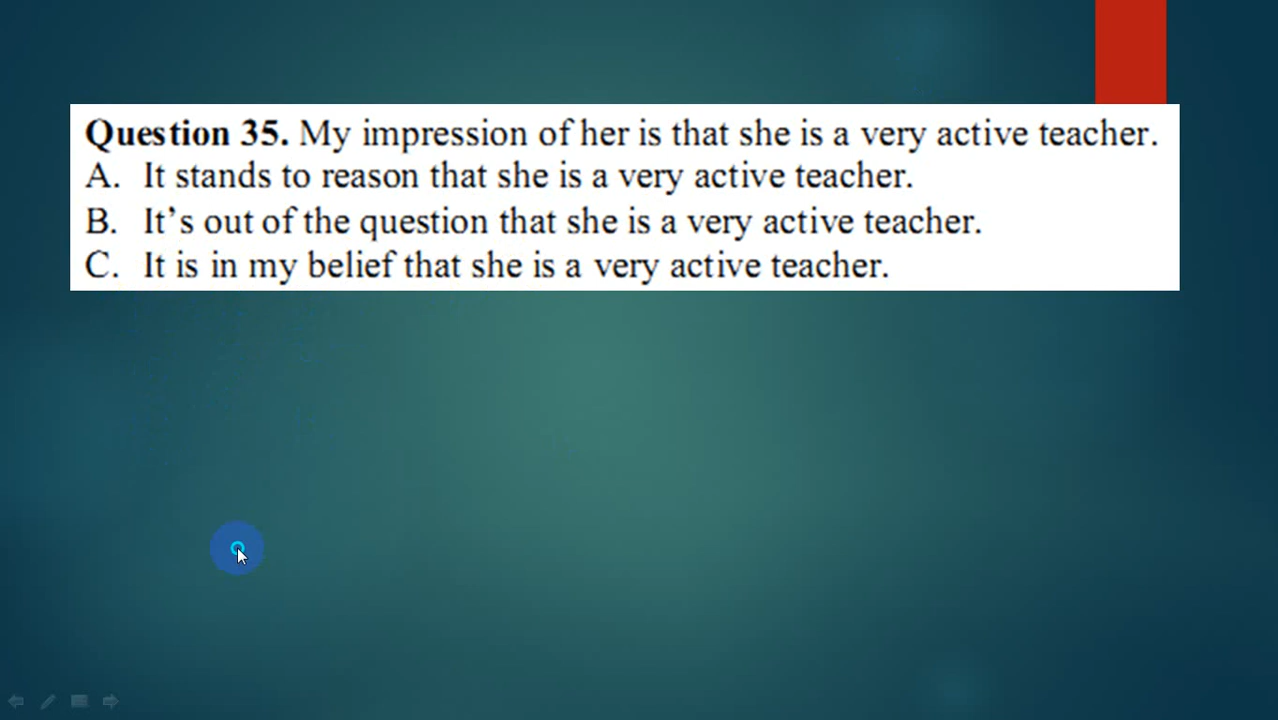 Question 35. My impression of her is that she is a very active teacher.
A. It stands to reason that she is a very active teacher.
B. It’s out of the question that she is a very active teacher.
C. It is in my belief that she is a very active teacher.